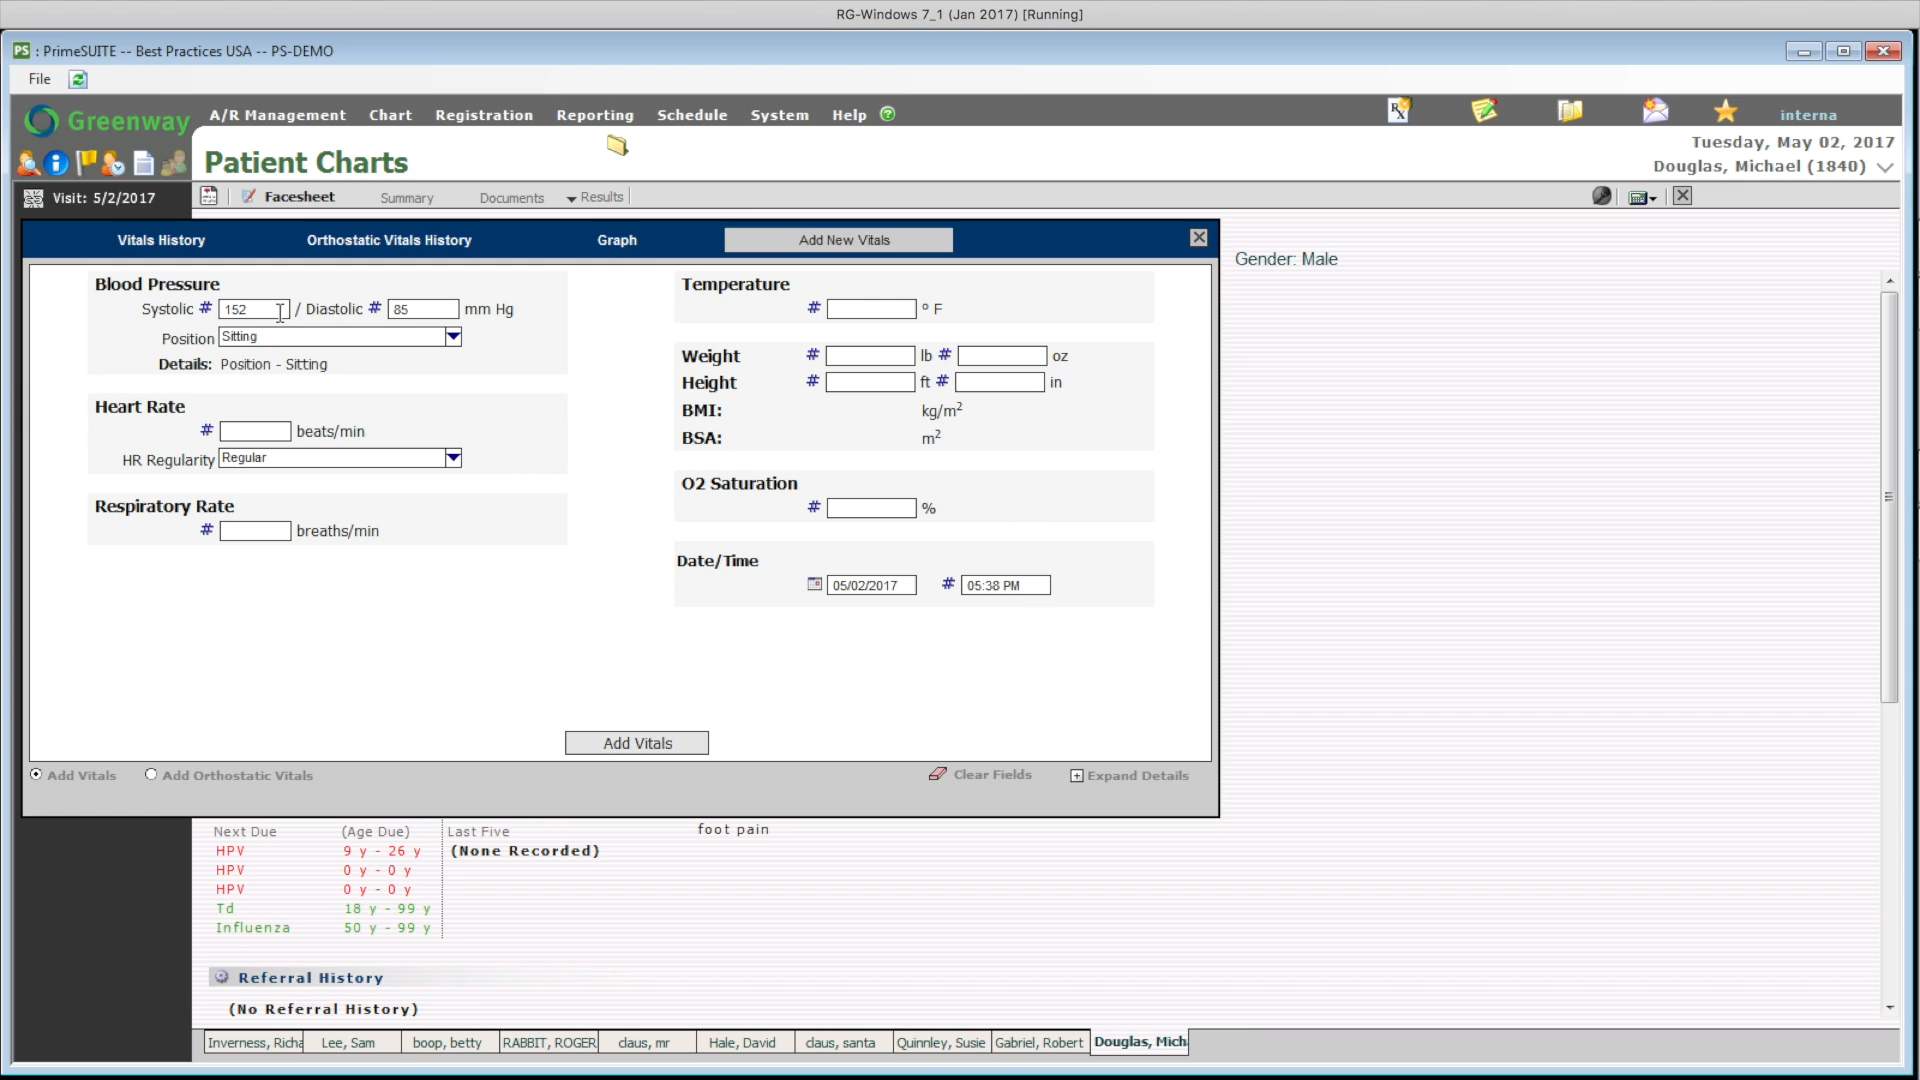 RG-Windows 7_1 (Jan 2017) [Running]
PS : PrimeSUITE -- Best Practices USA -- PS-DEMO
File
Greenway A/R Management Chart Registration Reporting Schedule System Help ? Rx interna
Patient Charts
Tuesday, May 02, 2017
Douglas, Michael (1840)
Visit: 5/2/2017 Facesheet Summary Documents Results
Vitals History Orthostatic Vitals History Graph Add New Vitals
Gender: Male
Blood Pressure
Systolic # 152 / Diastolic # 85 mm Hg
Position Sitting
Details: Position - Sitting
Heart Rate
# beats/min
HR Regularity Regular
Respiratory Rate
# breaths/min
Temperature
# º F
Weight # lb # oz
Height # ft # in
BMI: kg/m²
BSA: m²
O2 Saturation
# %
Date/Time
05/02/2017 # 05:38 PM
Add Vitals
Add Vitals Add Orthostatic Vitals Clear Fields Expand Details
Next Due (Age Due) Last Five foot pain
HPV 9 y - 26 y (None Recorded)
HPV 0 y - 0 y
HPV 0 y - 0 y
Td 18 y - 99 y
Influenza 50 y - 99 y
Referral History
(No Referral History)
Inverness, Richa Lee, Sam boop, betty RABBIT, ROGER claus, mr Hale, David claus, santa Quinnley, Susie Gabriel, Robert Douglas, Mich